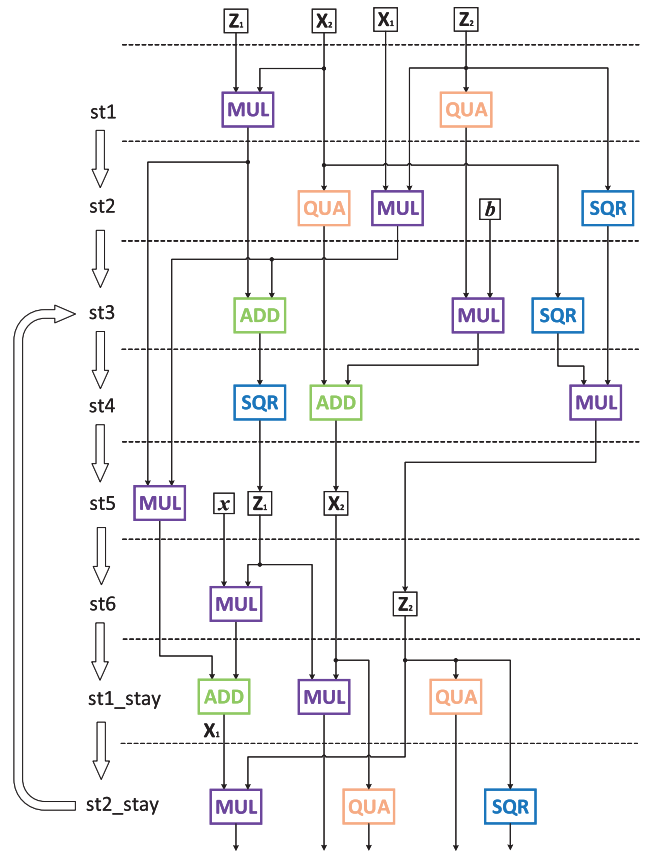 Z₁ X₂ X₁ Z₂
st1 MUL QUA
st2 QUA MUL b SQR
st3 ADD MUL SQR
st4 SQR ADD MUL
st5 MUL x Z₁ X₂
st6 MUL Z₂
st1_stay ADD MUL QUA
X₁
st2_stay MUL QUA SQR